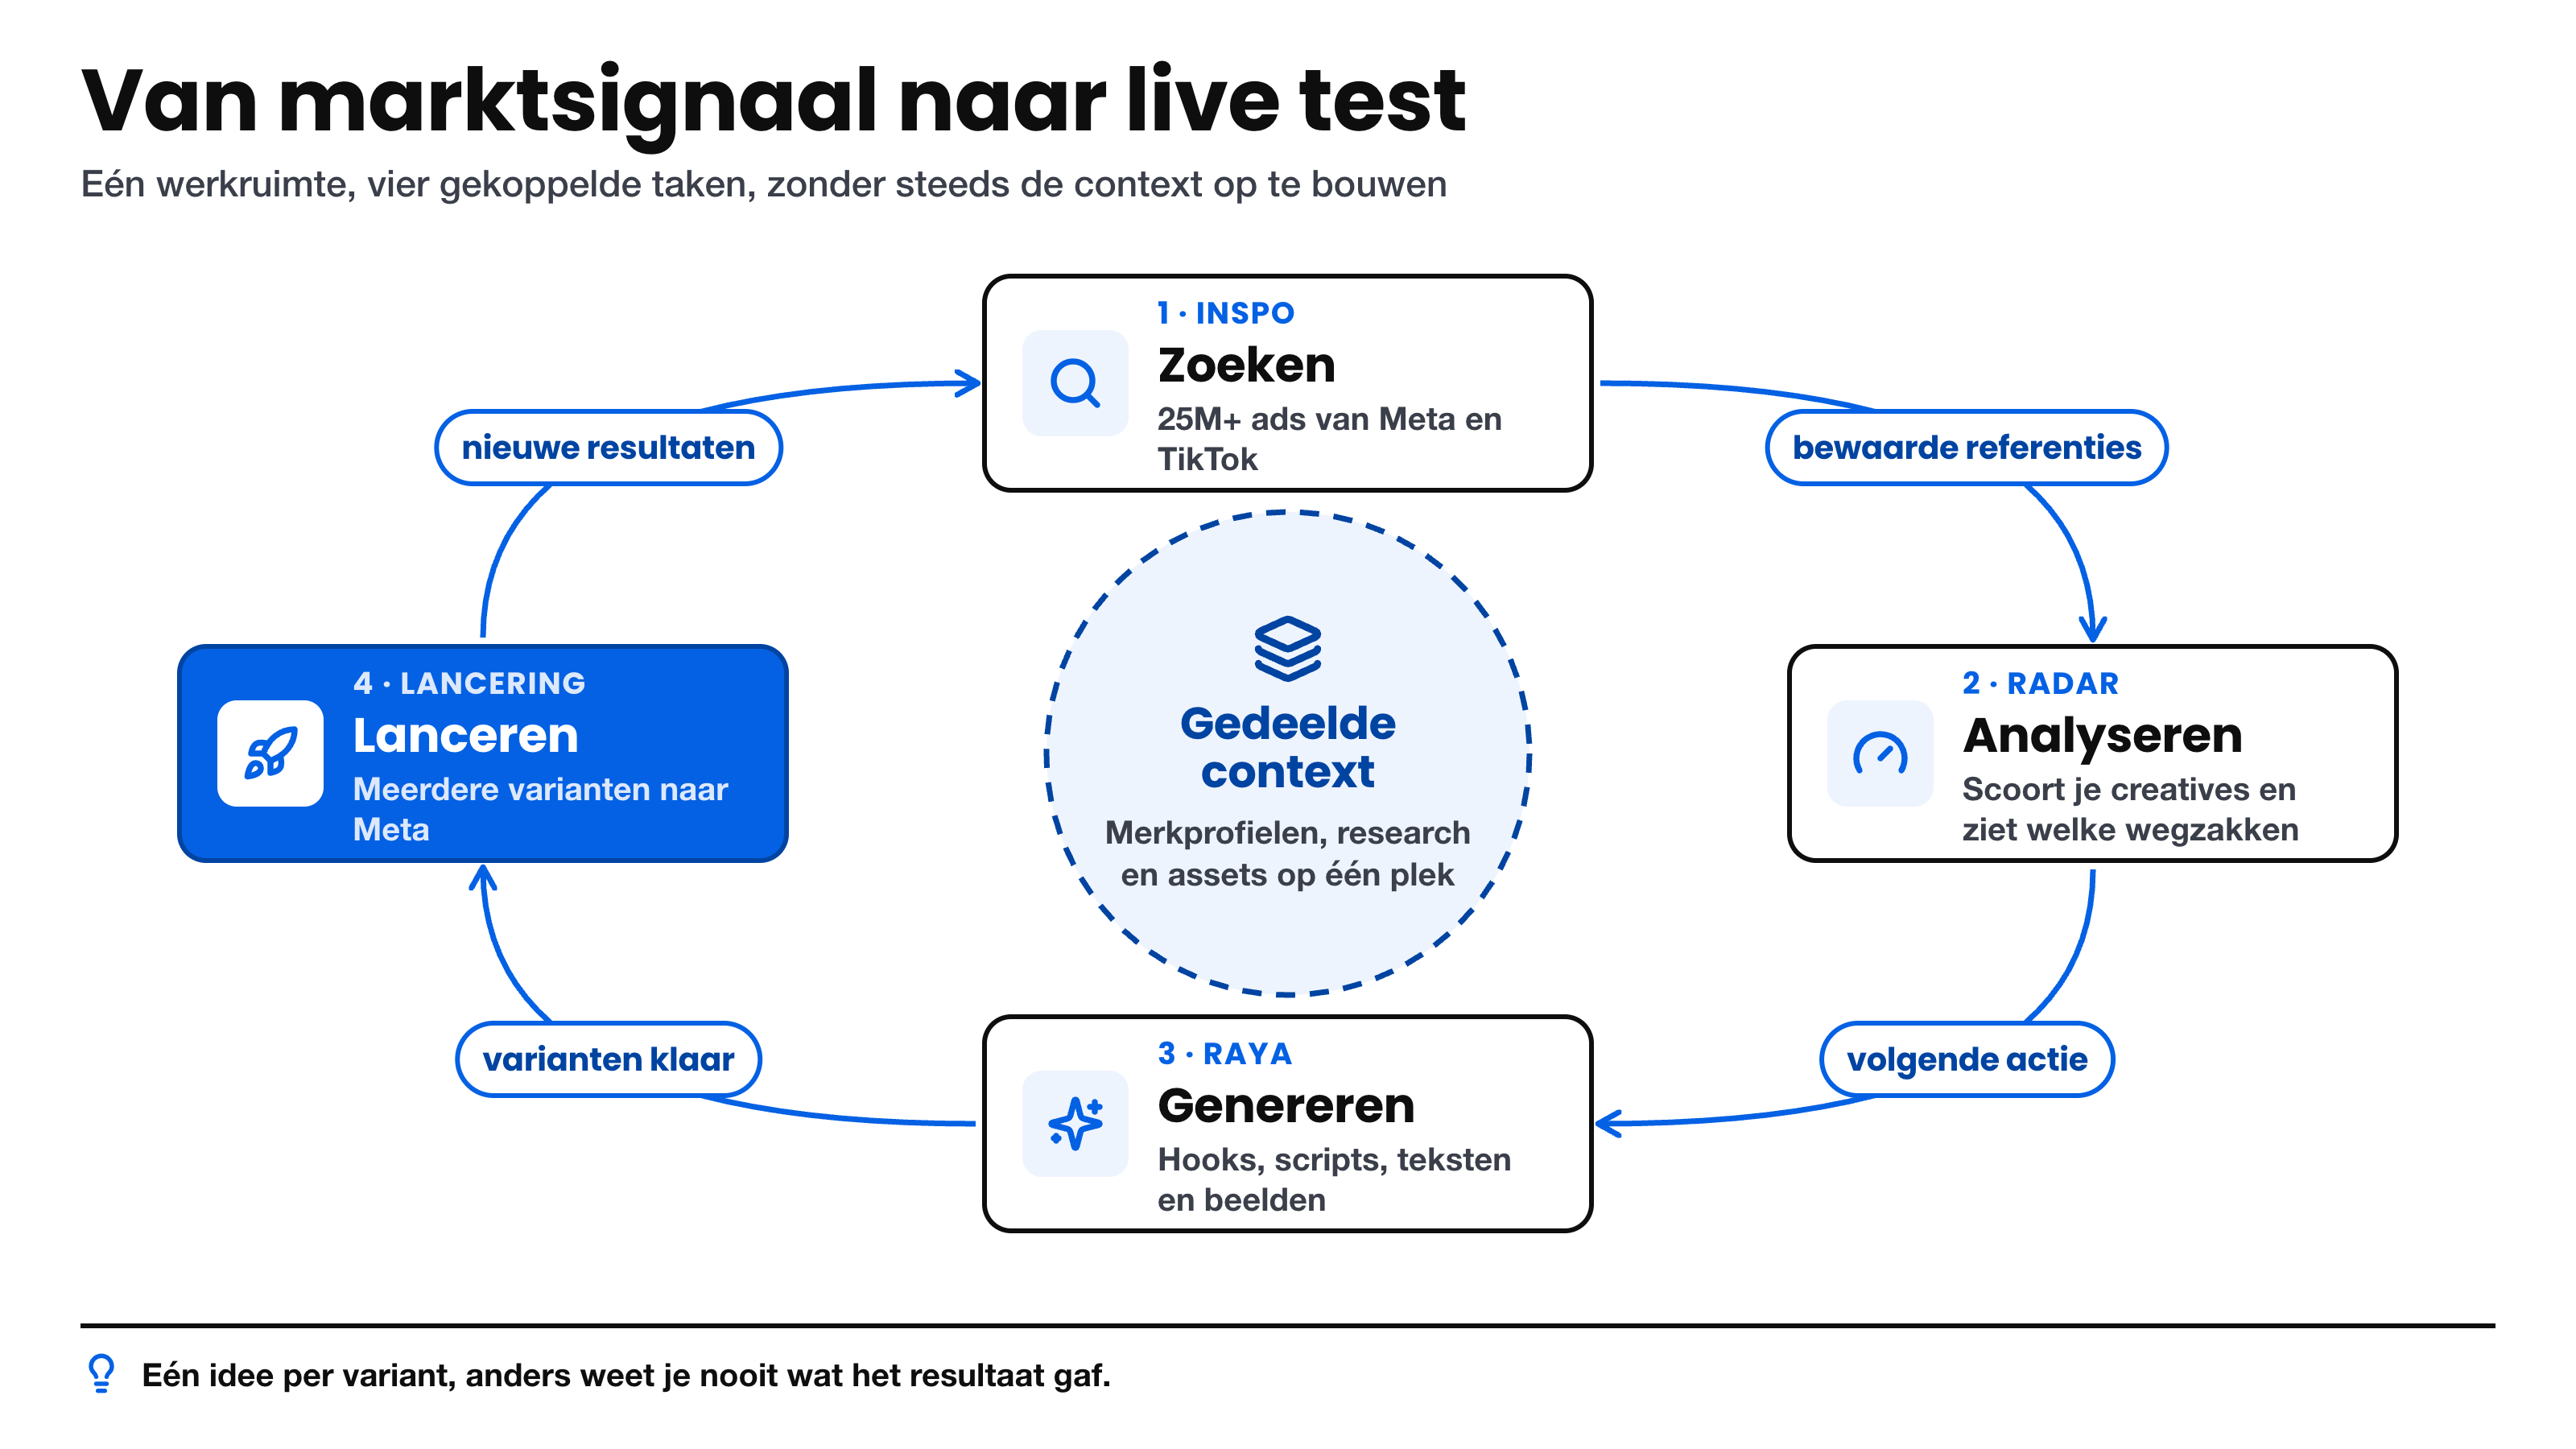 Van marktsignaal naar live test
Eén werkruimte, vier gekoppelde taken, zonder steeds de context op te bouwen
1 · INSPO
Zoeken
25M+ ads van Meta en
TikTok
nieuwe resultaten
bewaarde referenties
4 · LANCERING
Lanceren
Meerdere varianten naar
Meta
Gedeelde
context
Merkprofielen, research
en assets op één plek
2 · RADAR
Analyseren
Scoort je creatives en
ziet welke wegzakken
varianten klaar
volgende actie
3 · RAYA
Genereren
Hooks, scripts, teksten
en beelden
Eén idee per variant, anders weet je nooit wat het resultaat gaf.